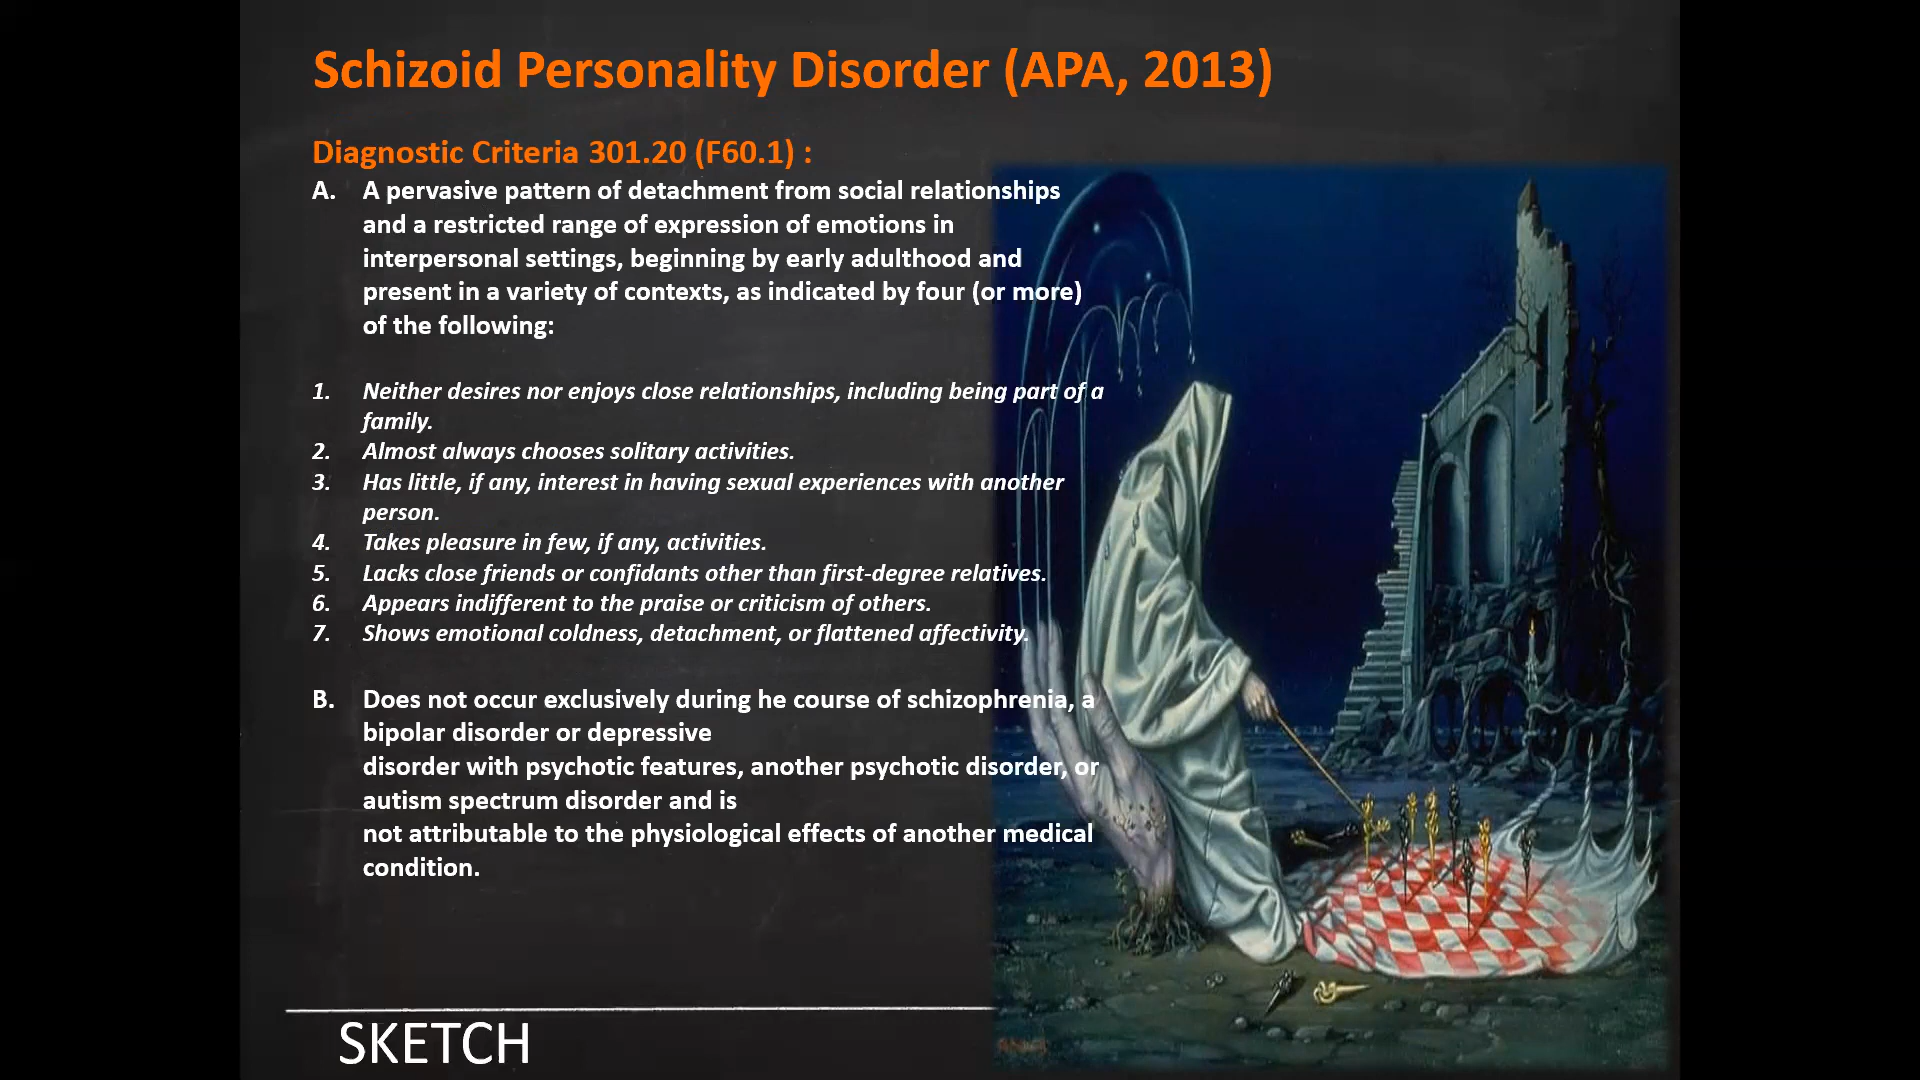 Schizoid Personality Disorder (APA, 2013)
Diagnostic Criteria 301.20 (F60.1) :
A. A pervasive pattern of detachment from social relationships
and a restricted range of expression of emotions in
interpersonal settings, beginning by early adulthood and
present in a variety of contexts, as indicated by four (or more)
of the following:
1. Neither desires nor enjoys close relationships, including being part of a
family.
2. Almost always chooses solitary activities.
3. Has little, if any, interest in having sexual experiences with another
person.
4. Takes pleasure in few, if any, activities.
5. Lacks close friends or confidants other than first-degree relatives.
6. Appears indifferent to the praise or criticism of others.
7. Shows emotional coldness, detachment, or flattened affectivity.
B. Does not occur exclusively during he course of schizophrenia, a
bipolar disorder or depressive
disorder with psychotic features, another psychotic disorder, or
autism spectrum disorder and is
not attributable to the physiological effects of another medical
condition.
SKETCH